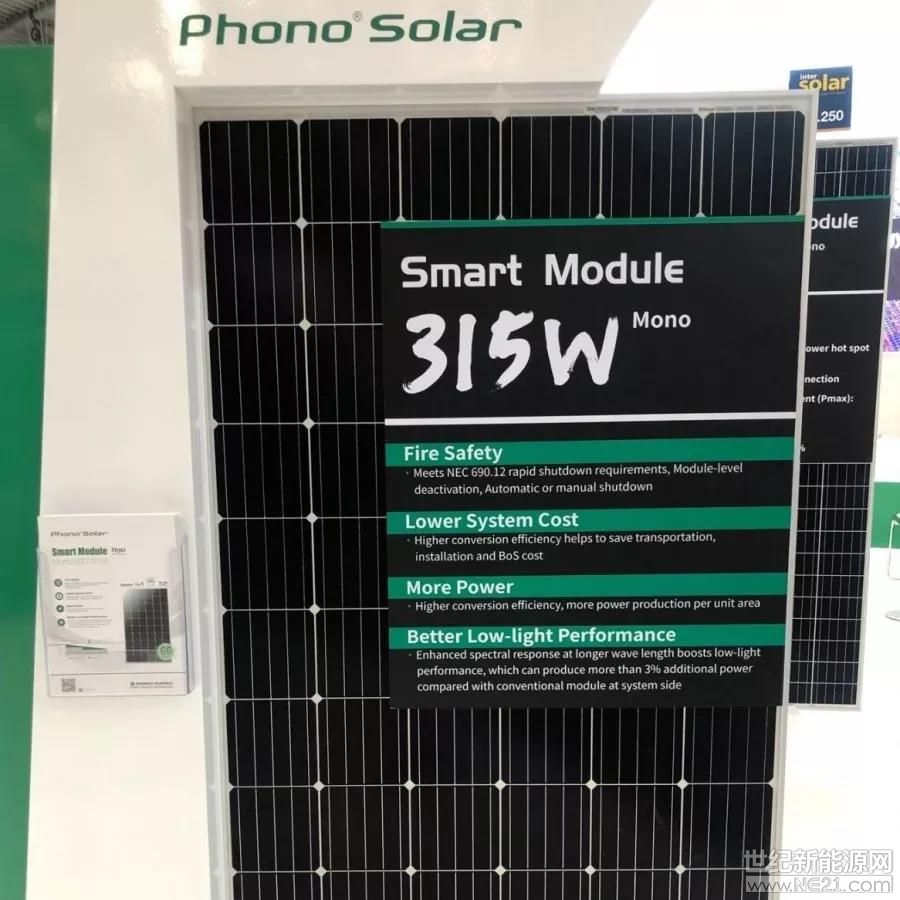 Phono® Solar
inter
solar
.250
Smart Module
315W Mono
Fire Safety
· Meets NEC 690.12 rapid shutdown requirements, Module-level
deactivation, Automatic or manual shutdown
Lower System Cost
· Higher conversion efficiency helps to save transportation,
installation and BoS cost
More Power
· Higher conversion efficiency, more power production per unit area
Better Low-light Performance
· Enhanced spectral response at longer wave length boosts low-light
performance, which can produce more than 3% additional power
compared with conventional module at system side
odule
no
ower hot spot
nection
ent (Pmax):
%
Phono Solar
Smart Module
世纪新能源网
www.NE21.com